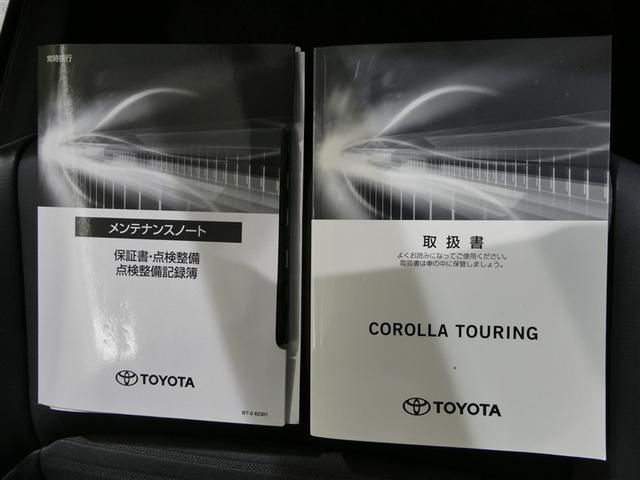 常時携行
メンテナンスノート
保証書・点検整備
点検整備記録簿
TOYOTA
BT-0 62301
取扱書
よくお読みになってご使用ください。
取扱書は車の中に保管しましょう。
COROLLA TOURING
TOYOTA